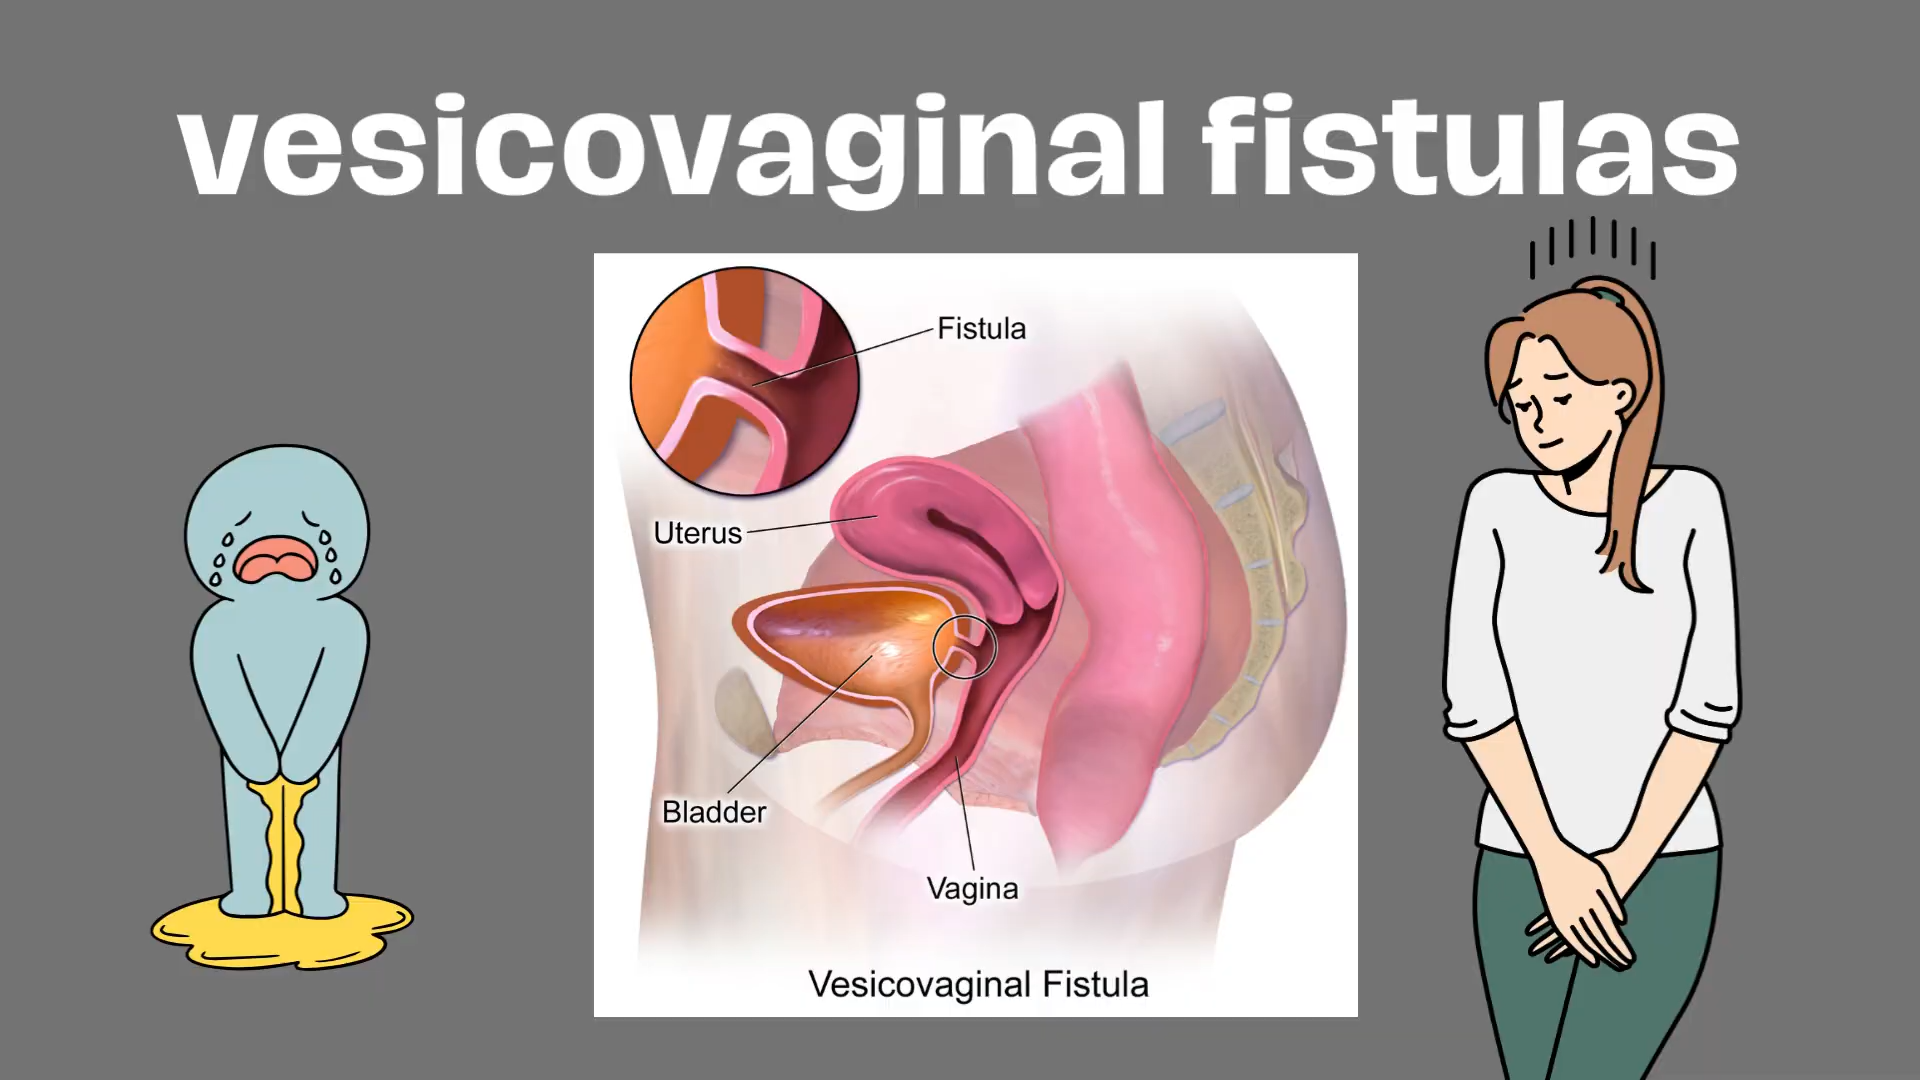 vesicovaginal fistulas
Fistula
Uterus
Bladder
Vagina
Vesicovaginal Fistula